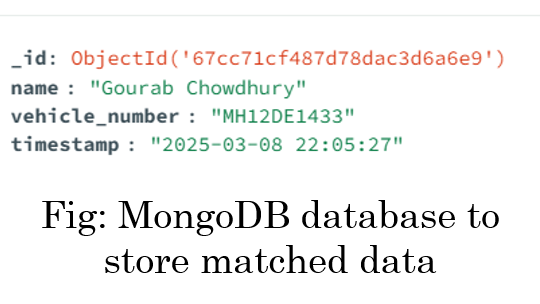 _id: ObjectId('67cc71cf487d78dac3d6a6e9')
name : "Gourab Chowdhury"
vehicle_number : "MH12DE1433"
timestamp : "2025-03-08 22:05:27"
Fig: MongoDB database to
store matched data